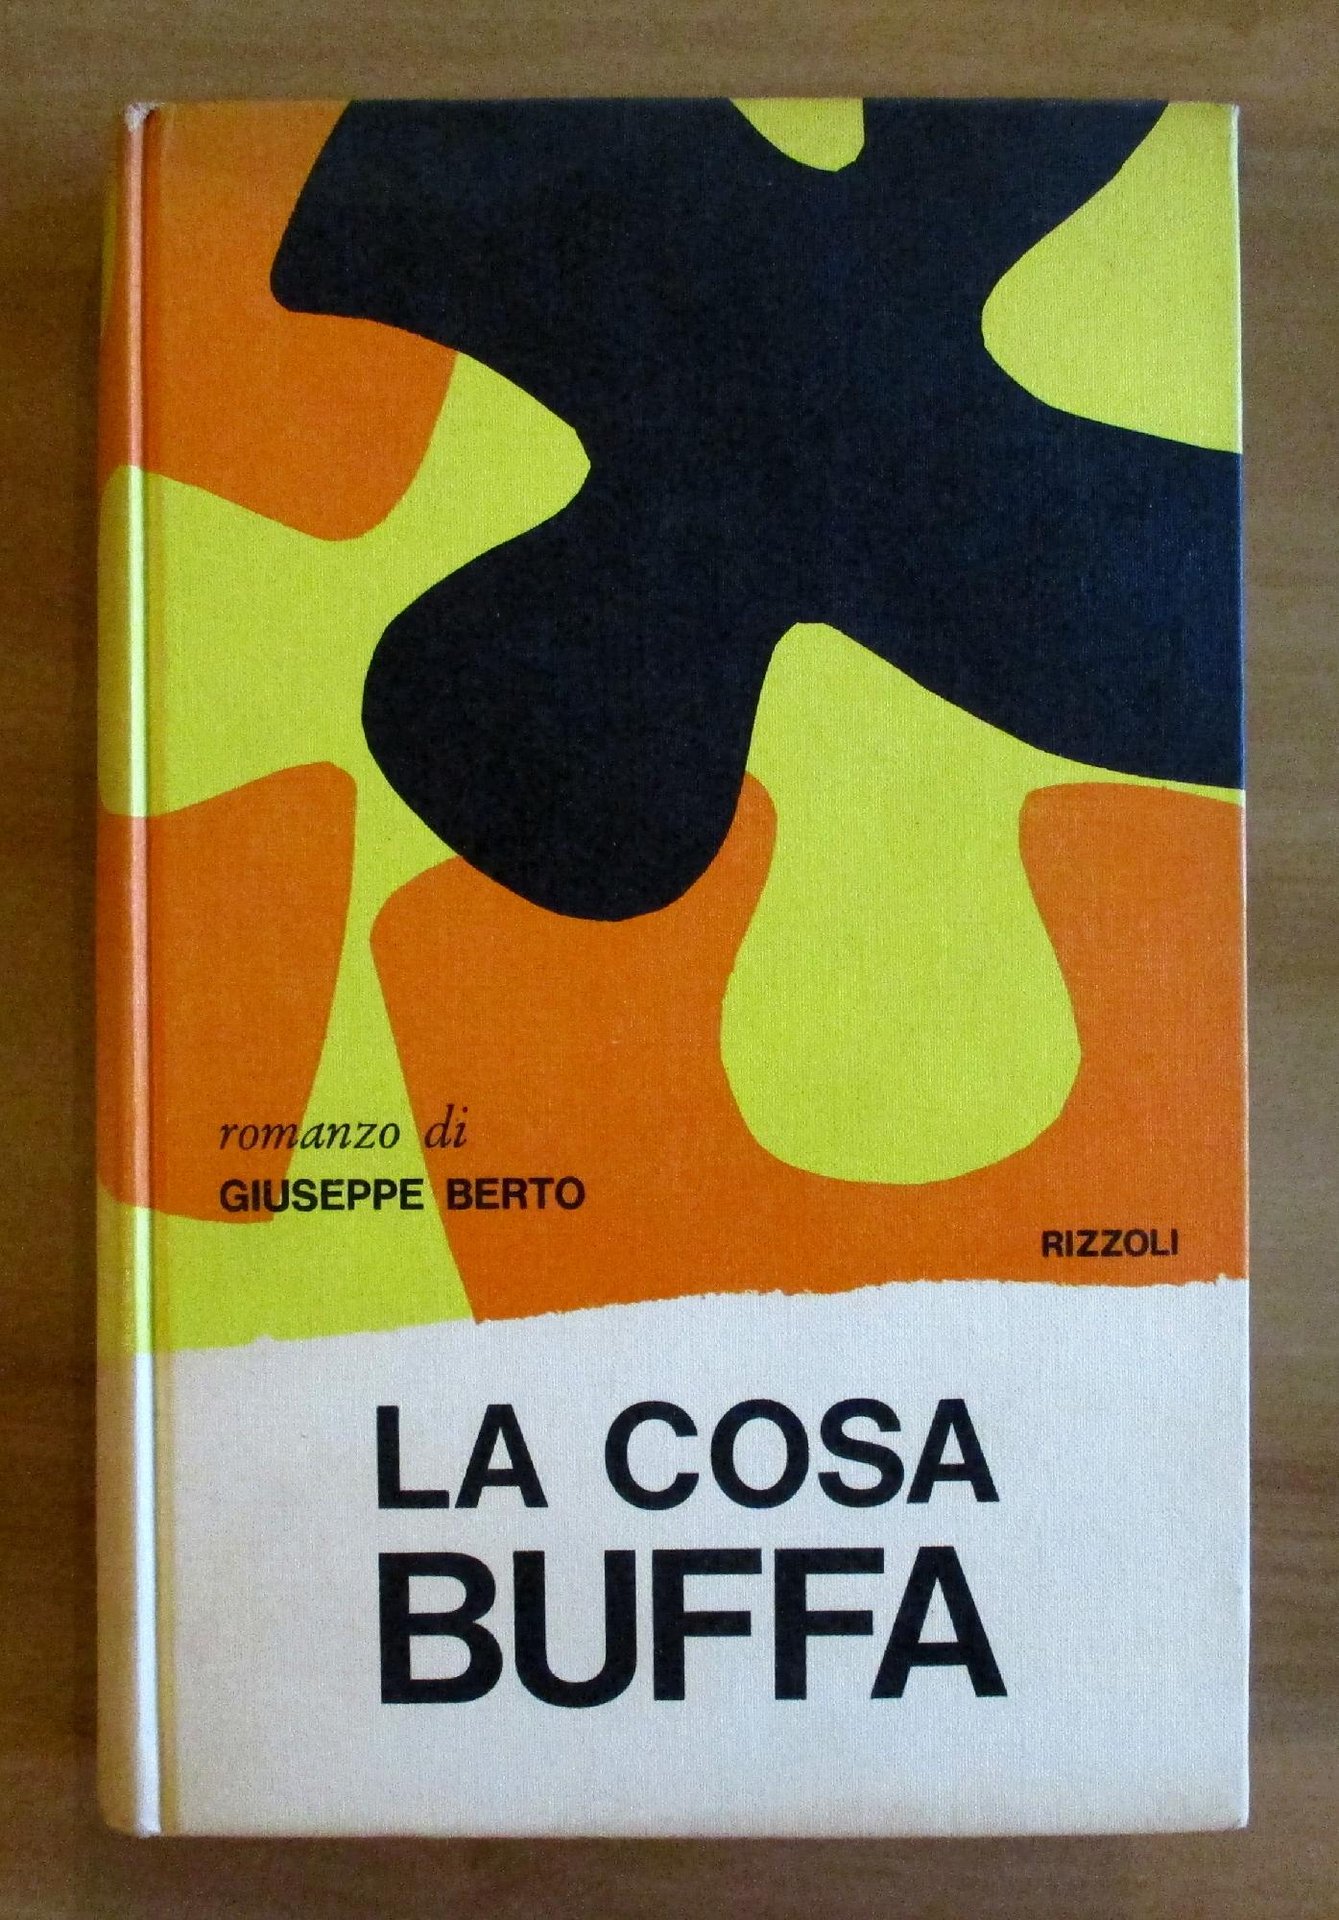 romanzo di
GIUSEPPE BERTO
RIZZOLI
LA COSA
BUFFA